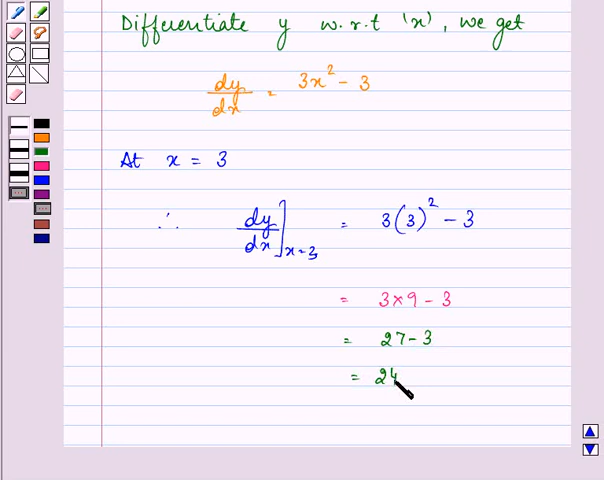 Differentiate y w.r.t 'x', we get
dy/dx = 3x² - 3
At x = 3
∴ dy/dx]x=3 = 3(3)² - 3
= 3×9 - 3
= 27 - 3
= 24